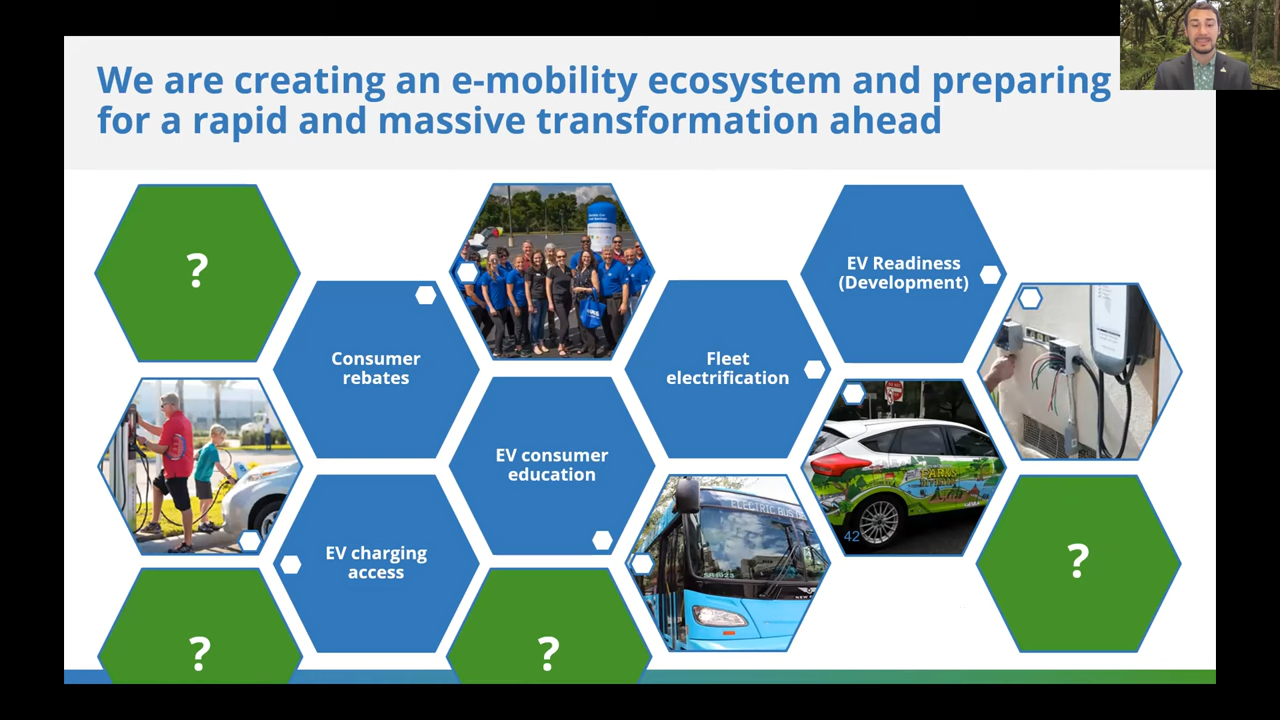 We are creating an e-mobility ecosystem and preparing
for a rapid and massive transformation ahead
?
EV Readiness
(Development)
Consumer
rebates
Fleet
electrification
EV consumer
education
PARKS
EV charging
access
ELECTRIC BUS
42
?
?
?